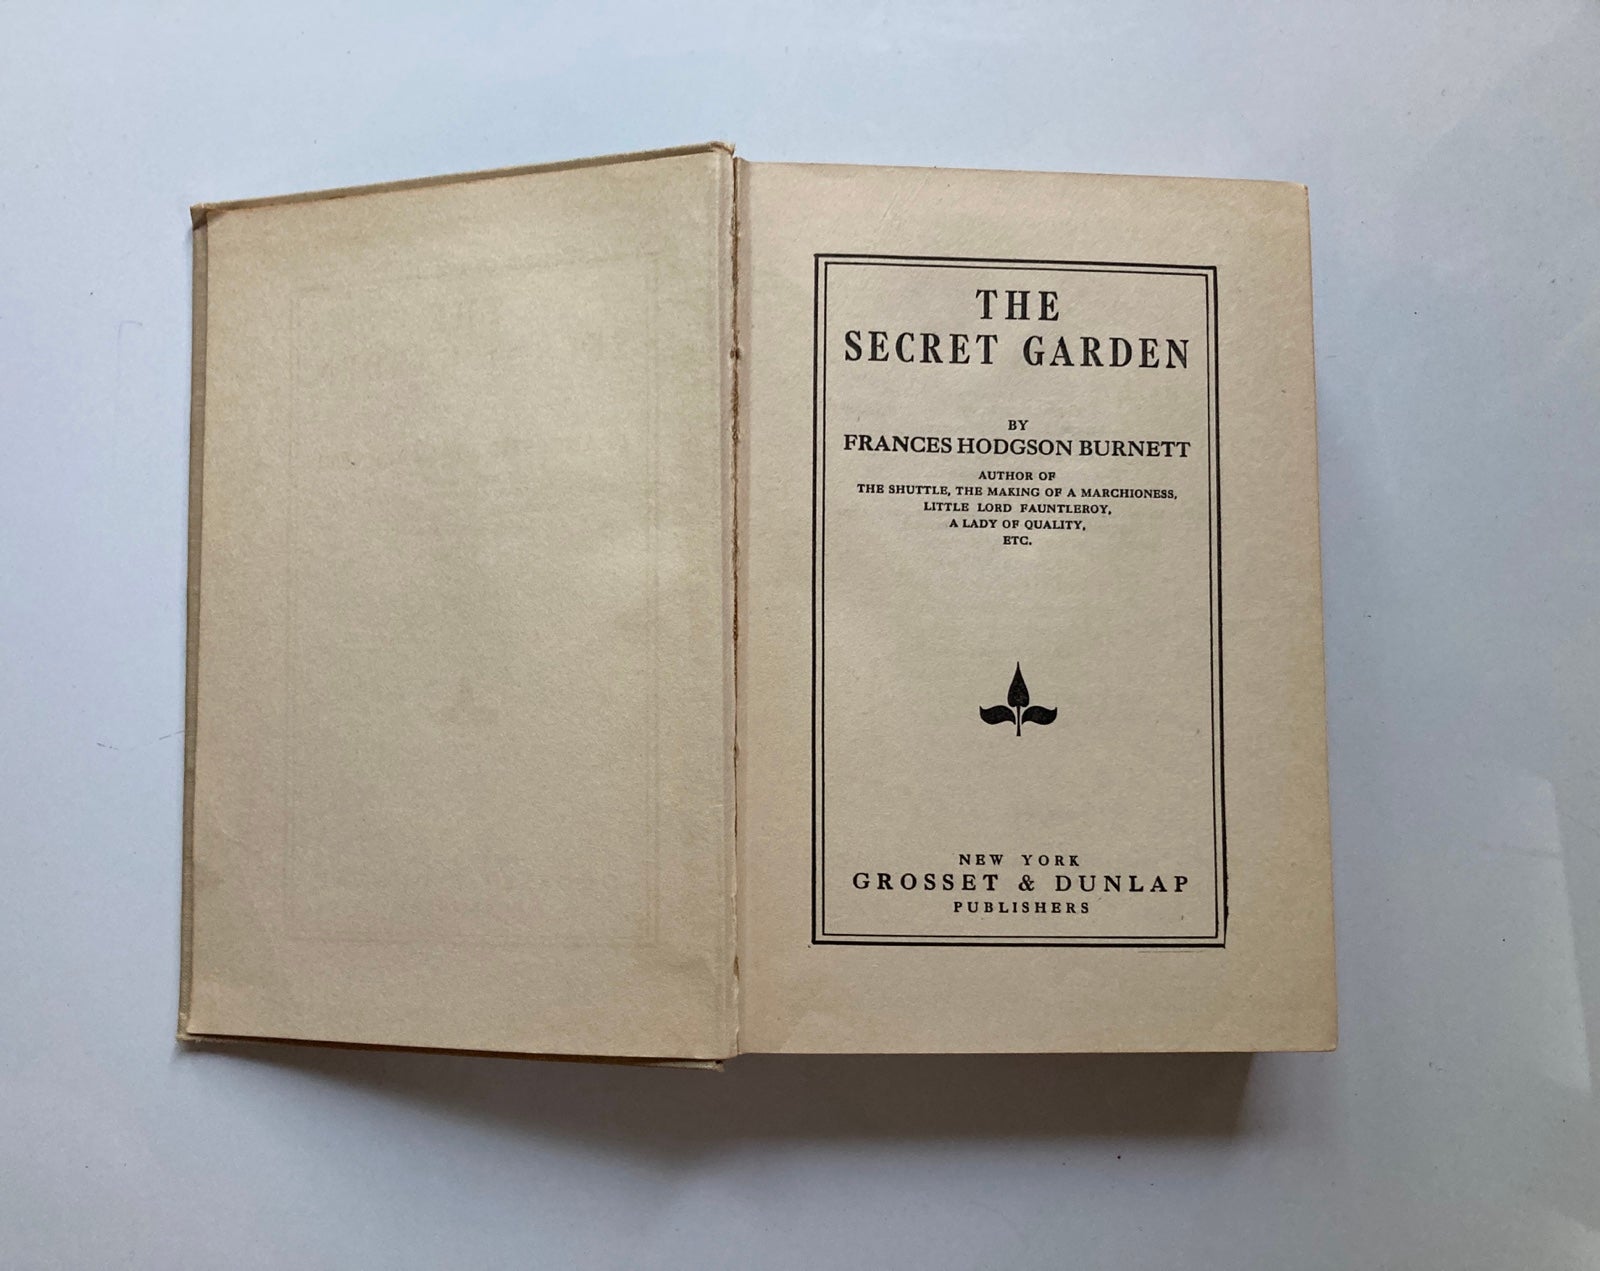 THE
SECRET GARDEN
BY
FRANCES HODGSON BURNETT
AUTHOR OF
THE SHUTTLE, THE MAKING OF A MARCHIONESS,
LITTLE LORD FAUNTLEROY,
A LADY OF QUALITY,
ETC.
NEW YORK
GROSSET & DUNLAP
PUBLISHERS